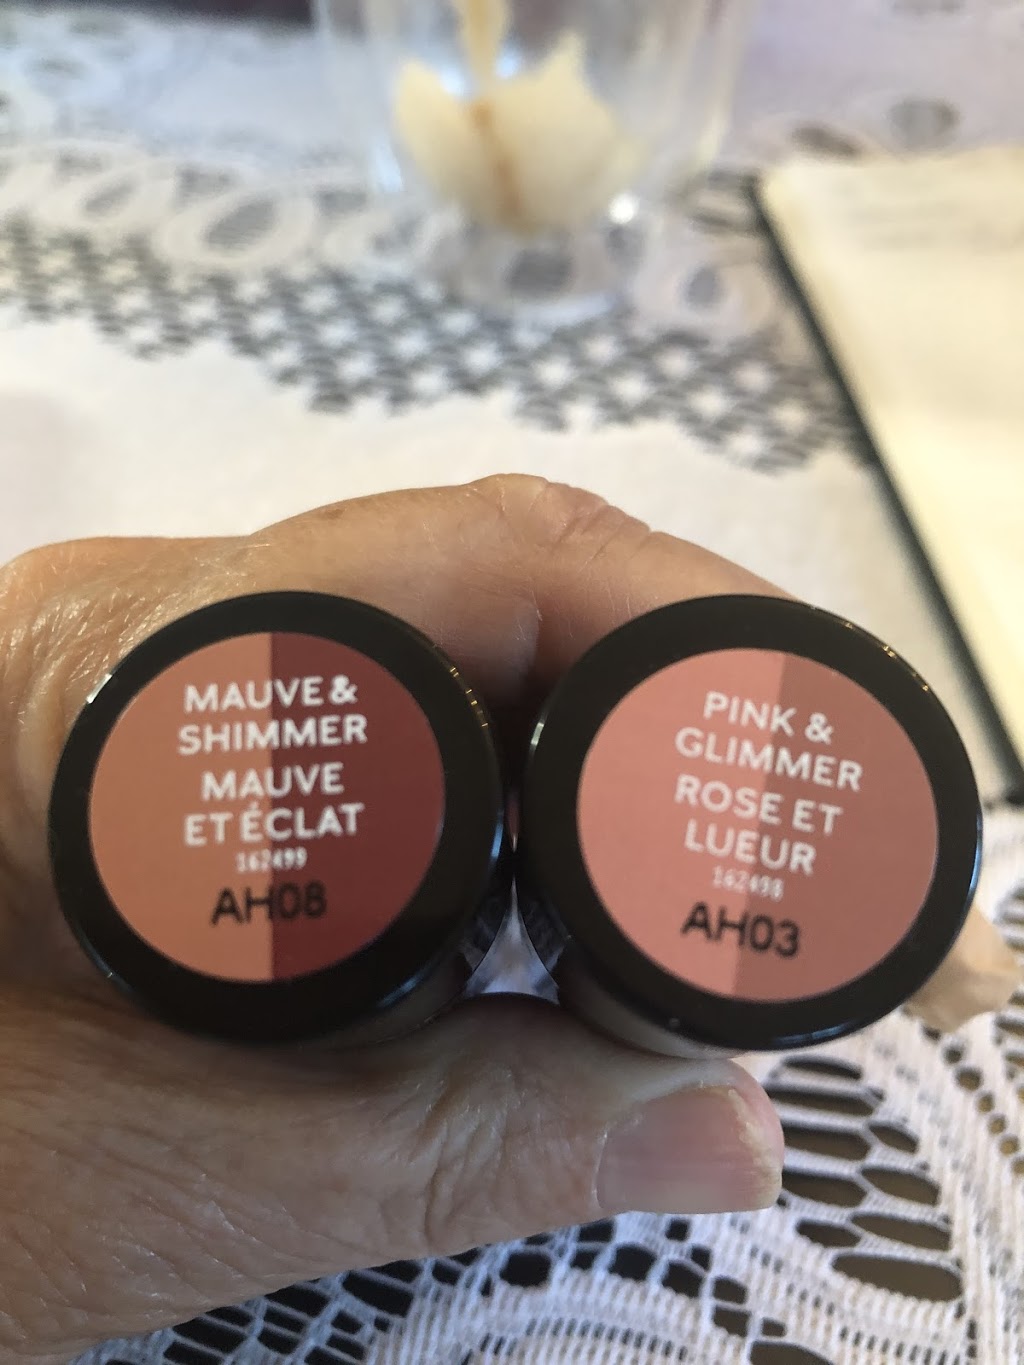 MAUVE &
SHIMMER
MAUVE
ET ÉCLAT
162499
AH08
PINK &
GLIMMER
ROSE ET
LUEUR
162498
AH03